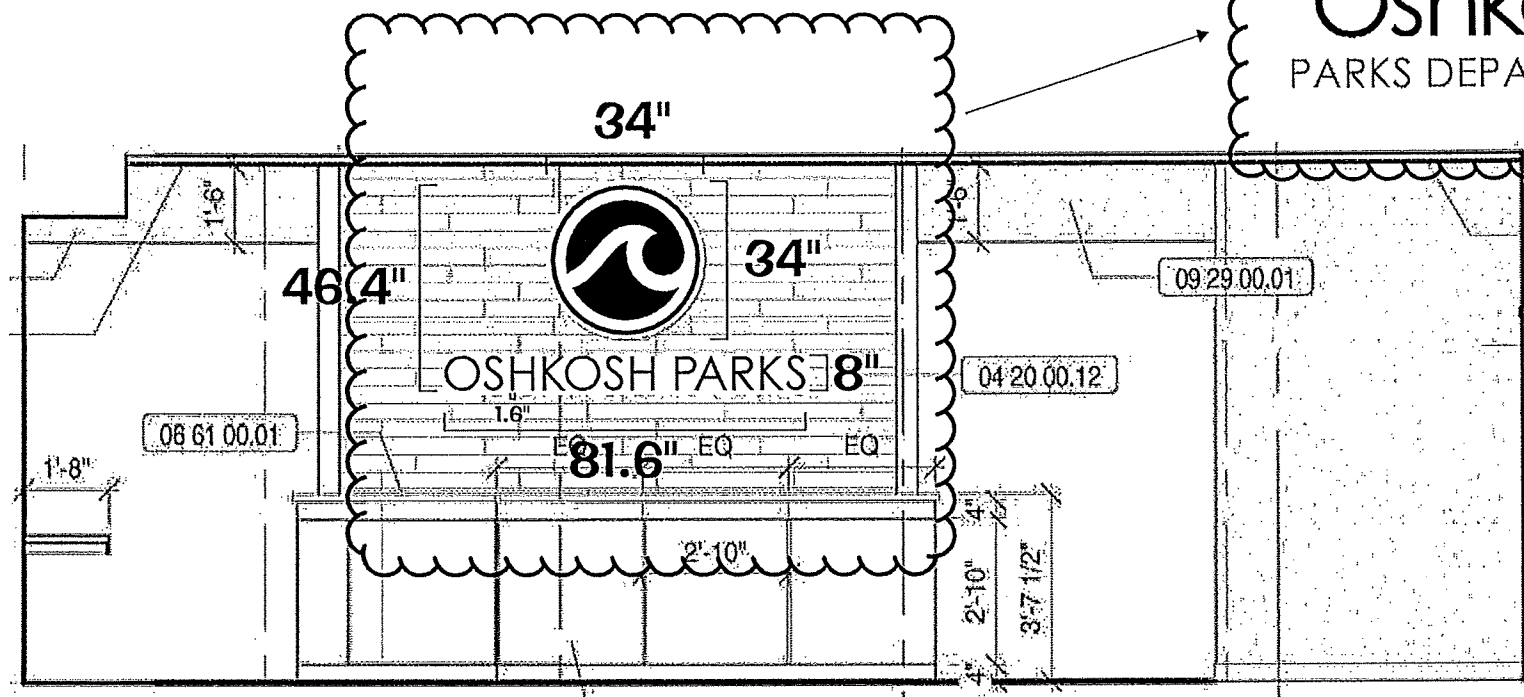 Oshk
PARKS DEPA
34"
1'-6"
46.4"
34"
09 29 00.01
OSHKOSH PARKS
8"
04 20 00.12
1.6"
06 61 00.01
EQ
EQ
EQ
81.6"
1'-8"
4"
2'-10"
2'-10"
3'-7 1/2"
4"